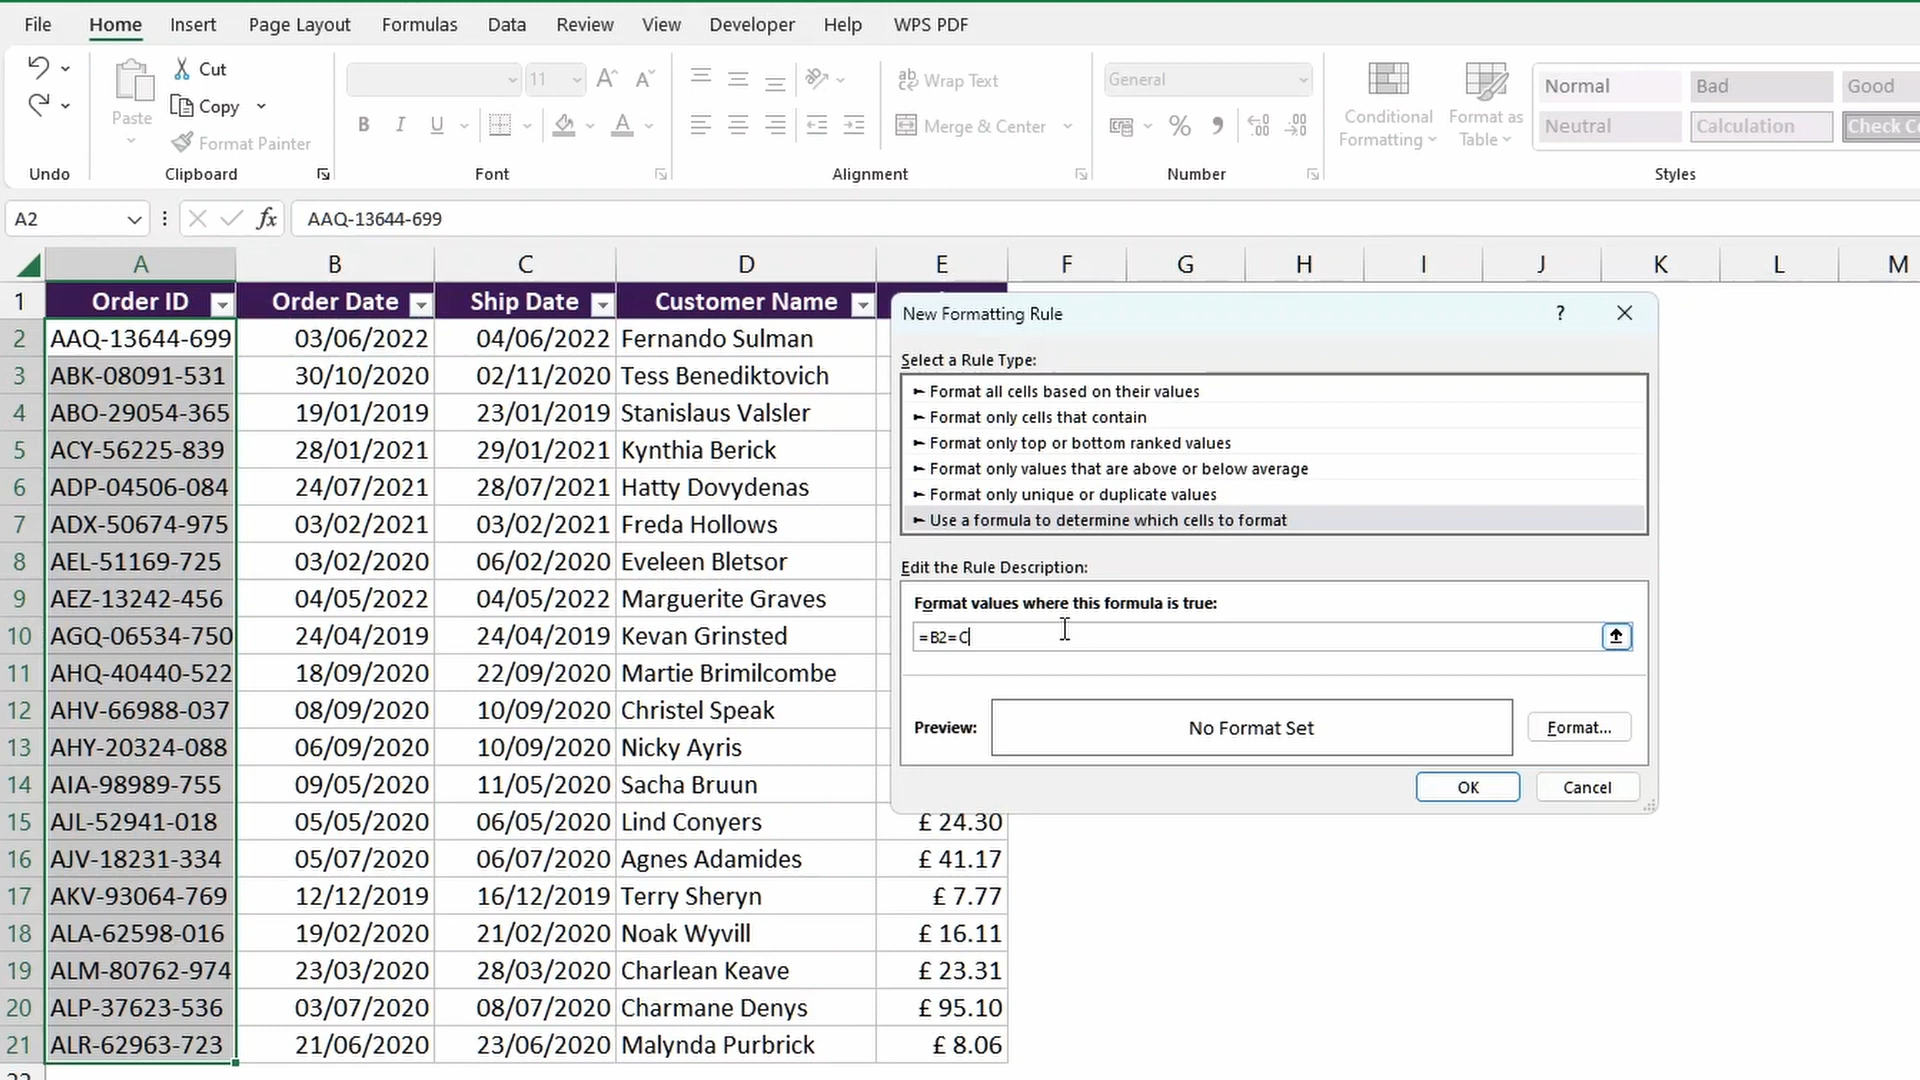 File Home Insert Page Layout Formulas Data Review View Developer Help WPS PDF
Cut
Copy
Format Painter
Paste
11
B I U
Wrap Text
Merge & Center
General
Conditional Formatting
Format as Table
Normal Bad Good
Neutral Calculation
Undo Clipboard Font Alignment Number Styles
A2 fx AAQ-13644-699
A B C D E F G H I J K L M
1 Order ID Order Date Ship Date Customer Name
2 AAQ-13644-699 03/06/2022 04/06/2022 Fernando Sulman
3 ABK-08091-531 30/10/2020 02/11/2020 Tess Benediktovich
4 ABO-29054-365 19/01/2019 23/01/2019 Stanislaus Valsler
5 ACY-56225-839 28/01/2021 29/01/2021 Kynthia Berick
6 ADP-04506-084 24/07/2021 28/07/2021 Hatty Dovydenas
7 ADX-50674-975 03/02/2021 03/02/2021 Freda Hollows
8 AEL-51169-725 03/02/2020 06/02/2020 Eveleen Bletsor
9 AEZ-13242-456 04/05/2022 04/05/2022 Marguerite Graves
10 AGQ-06534-750 24/04/2019 24/04/2019 Kevan Grinsted
11 AHQ-40440-522 18/09/2020 22/09/2020 Martie Brimilcombe
12 AHV-66988-037 08/09/2020 10/09/2020 Christel Speak
13 AHY-20324-088 06/09/2020 10/09/2020 Nicky Ayris
14 AIA-98989-755 09/05/2020 11/05/2020 Sacha Bruun
15 AJL-52941-018 05/05/2020 06/05/2020 Lind Conyers £ 24.30
16 AJV-18231-334 05/07/2020 06/07/2020 Agnes Adamides £ 41.17
17 AKV-93064-769 12/12/2019 16/12/2019 Terry Sheryn £ 7.77
18 ALA-62598-016 19/02/2020 21/02/2020 Noak Wyvill £ 16.11
19 ALM-80762-974 23/03/2020 28/03/2020 Charlean Keave £ 23.31
20 ALP-37623-536 03/07/2020 08/07/2020 Charmane Denys £ 95.10
21 ALR-62963-723 21/06/2020 23/06/2020 Malynda Purbrick £ 8.06
New Formatting Rule ?
Select a Rule Type:
► Format all cells based on their values
► Format only cells that contain
► Format only top or bottom ranked values
► Format only values that are above or below average
► Format only unique or duplicate values
► Use a formula to determine which cells to format
Edit the Rule Description:
Format values where this formula is true:
=B2=C
Preview: No Format Set Format...
OK Cancel